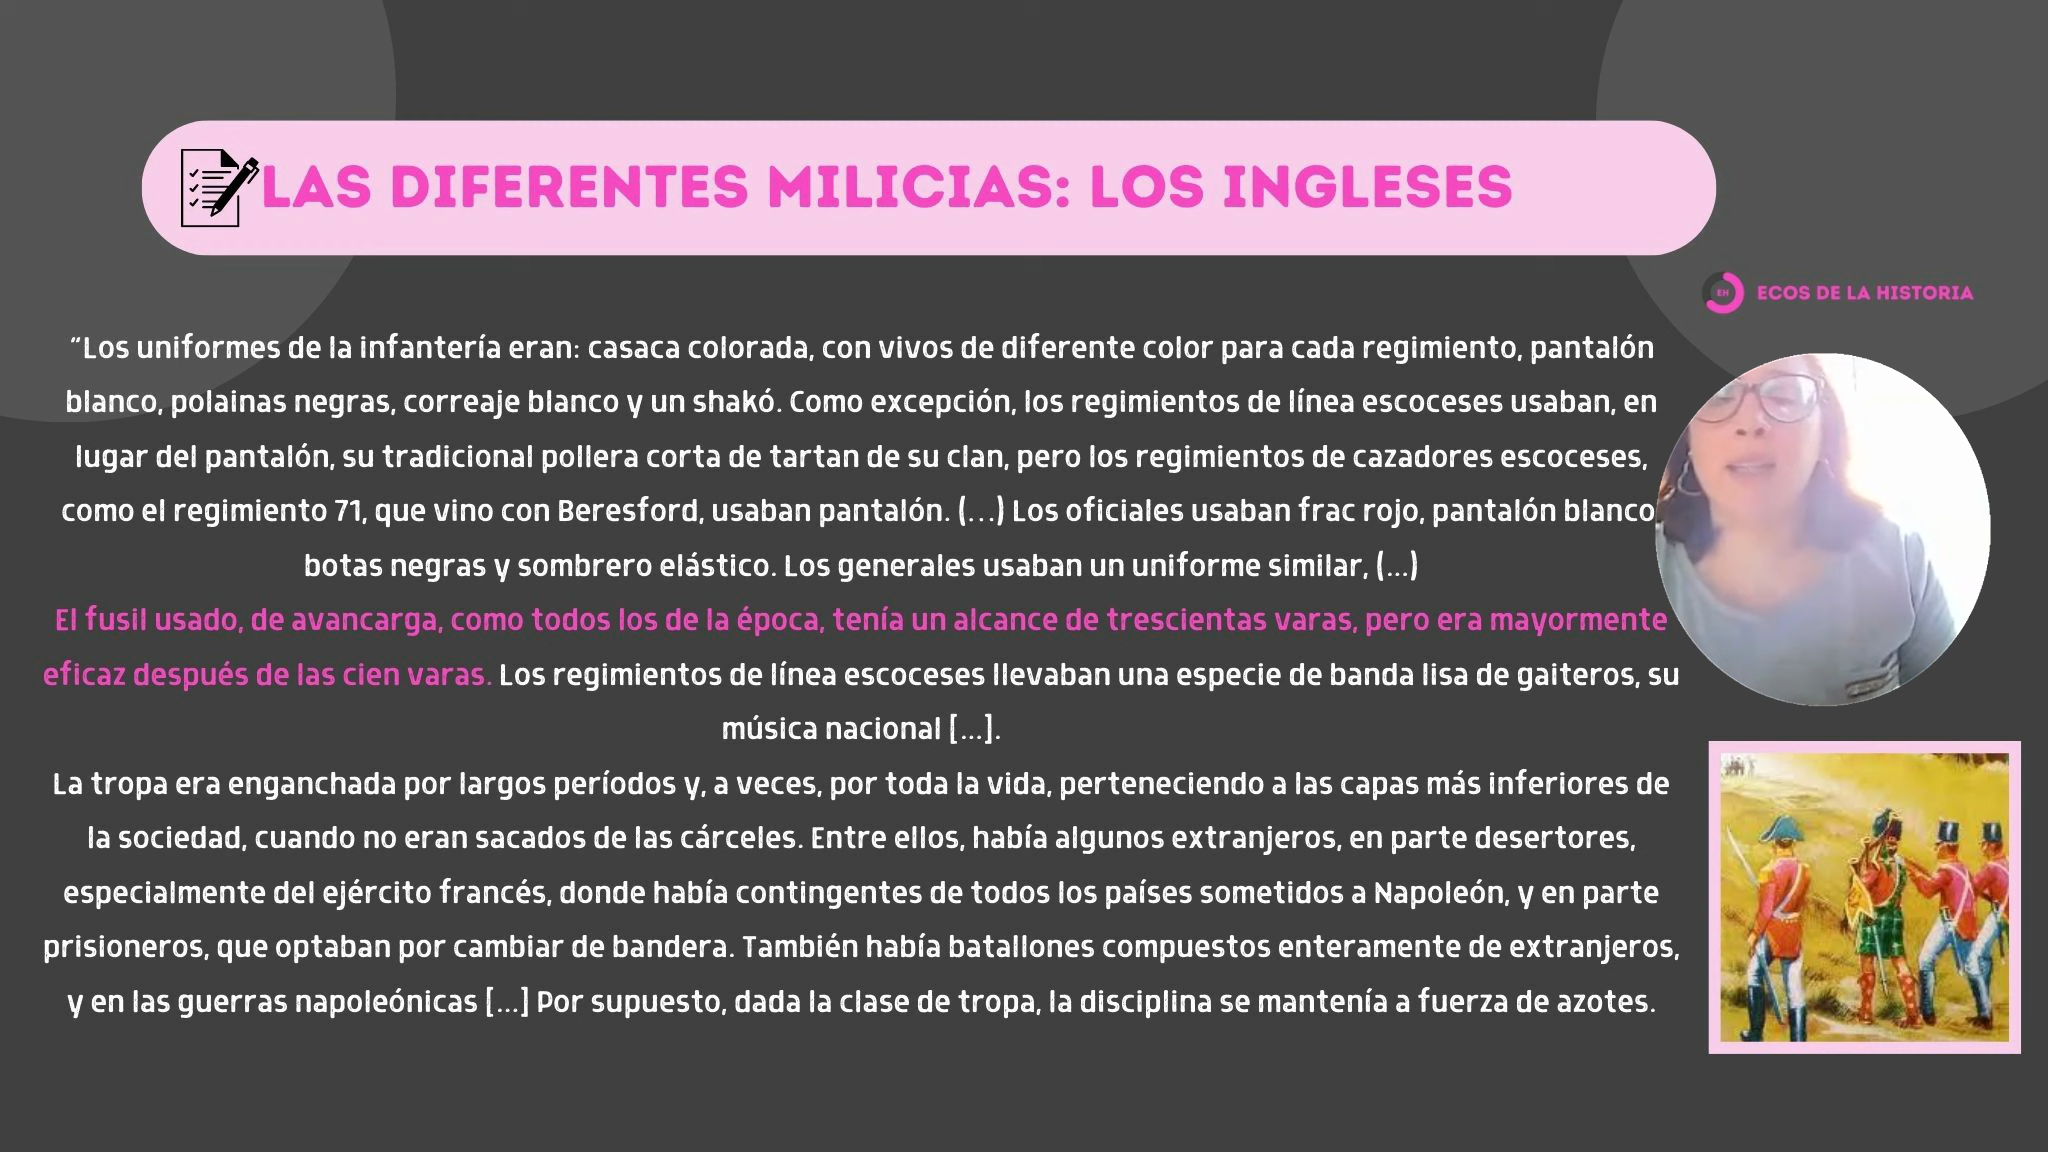 LAS DIFERENTES MILICIAS: LOS INGLESES
EH ECOS DE LA HISTORIA
“Los uniformes de la infantería eran: casaca colorada, con vivos de diferente color para cada regimiento, pantalón
blanco, polainas negras, correaje blanco y un shakó. Como excepción, los regimientos de línea escoceses usaban, en
lugar del pantalón, su tradicional pollera corta de tartan de su clan, pero los regimientos de cazadores escoceses,
como el regimiento 71, que vino con Beresford, usaban pantalón. (...) Los oficiales usaban frac rojo, pantalón blanco
botas negras y sombrero elástico. Los generales usaban un uniforme similar, (...)
El fusil usado, de avancarga, como todos los de la época, tenía un alcance de trescientas varas, pero era mayormente
eficaz después de las cien varas. Los regimientos de línea escoceses llevaban una especie de banda lisa de gaiteros, su
música nacional [...].
La tropa era enganchada por largos períodos y, a veces, por toda la vida, perteneciendo a las capas más inferiores de
la sociedad, cuando no eran sacados de las cárceles. Entre ellos, había algunos extranjeros, en parte desertores,
especialmente del ejército francés, donde había contingentes de todos los países sometidos a Napoleón, y en parte
prisioneros, que optaban por cambiar de bandera. También había batallones compuestos enteramente de extranjeros,
y en las guerras napoleónicas [...] Por supuesto, dada la clase de tropa, la disciplina se mantenía a fuerza de azotes.